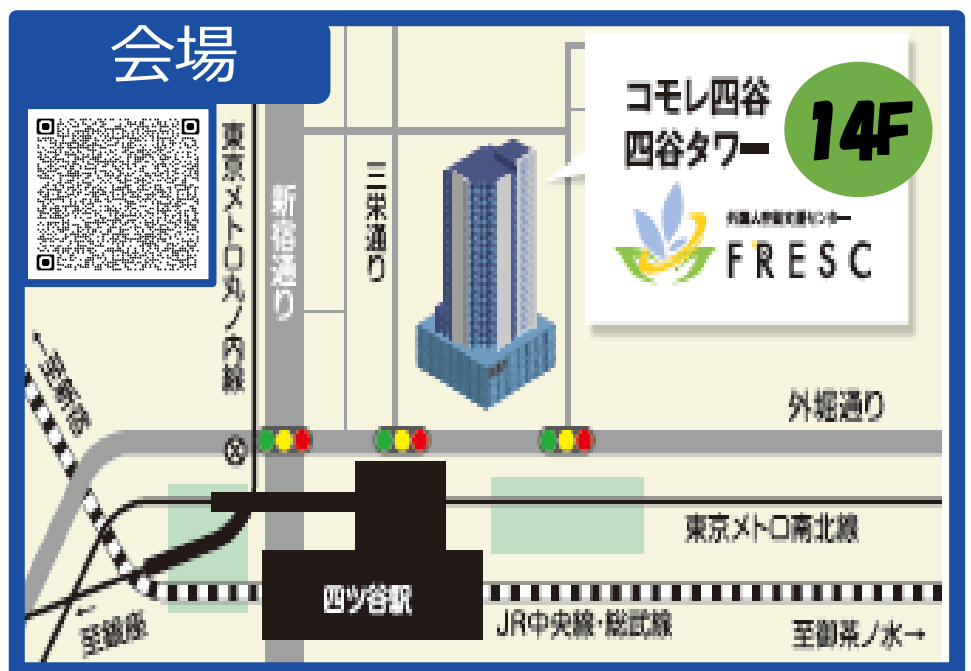 会場
コモレ四谷
四谷タワー
14F
外国人在留支援センター
FRESC
東京メトロ丸ノ内線
新宿通り
三栄通り
←至新宿
外堀通り
東京メトロ南北線
四ツ谷駅
JR中央線・総武線
←
至銀座
至御茶ノ水→